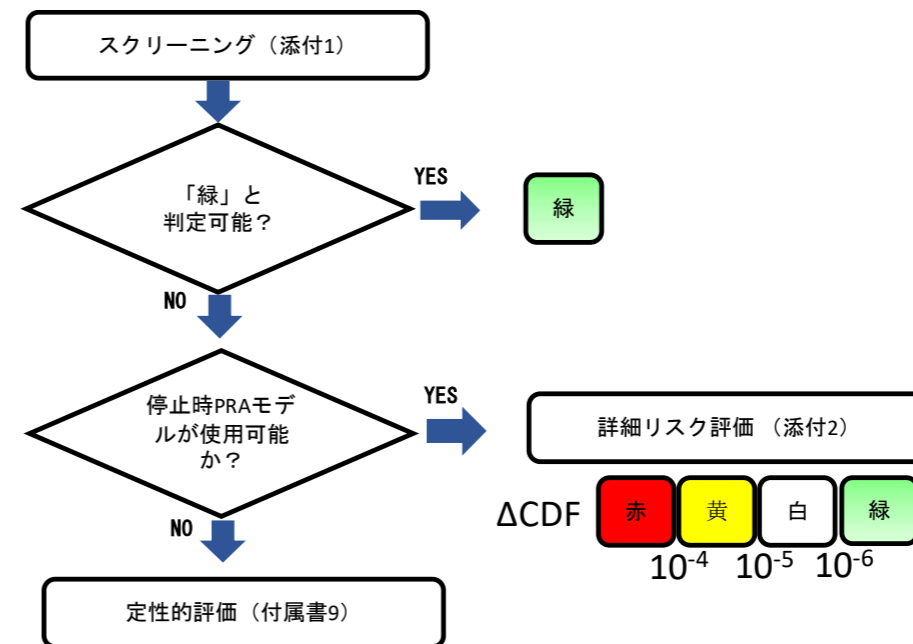 スクリーニング（添付1）
「緑」と
判定可能？
YES
緑
NO
停止時PRAモデ
ルが使用可能
か？
YES
詳細リスク評価 （添付2）
ΔCDF 赤 黄 白 緑
10-4 10-5 10-6
NO
定性的評価（付属書9）